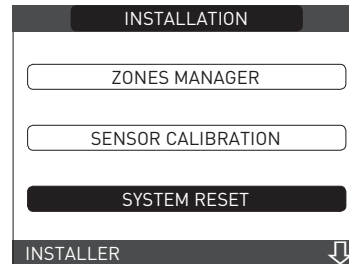 INSTALLATION
ZONES MANAGER
SENSOR CALIBRATION
SYSTEM RESET
INSTALLER